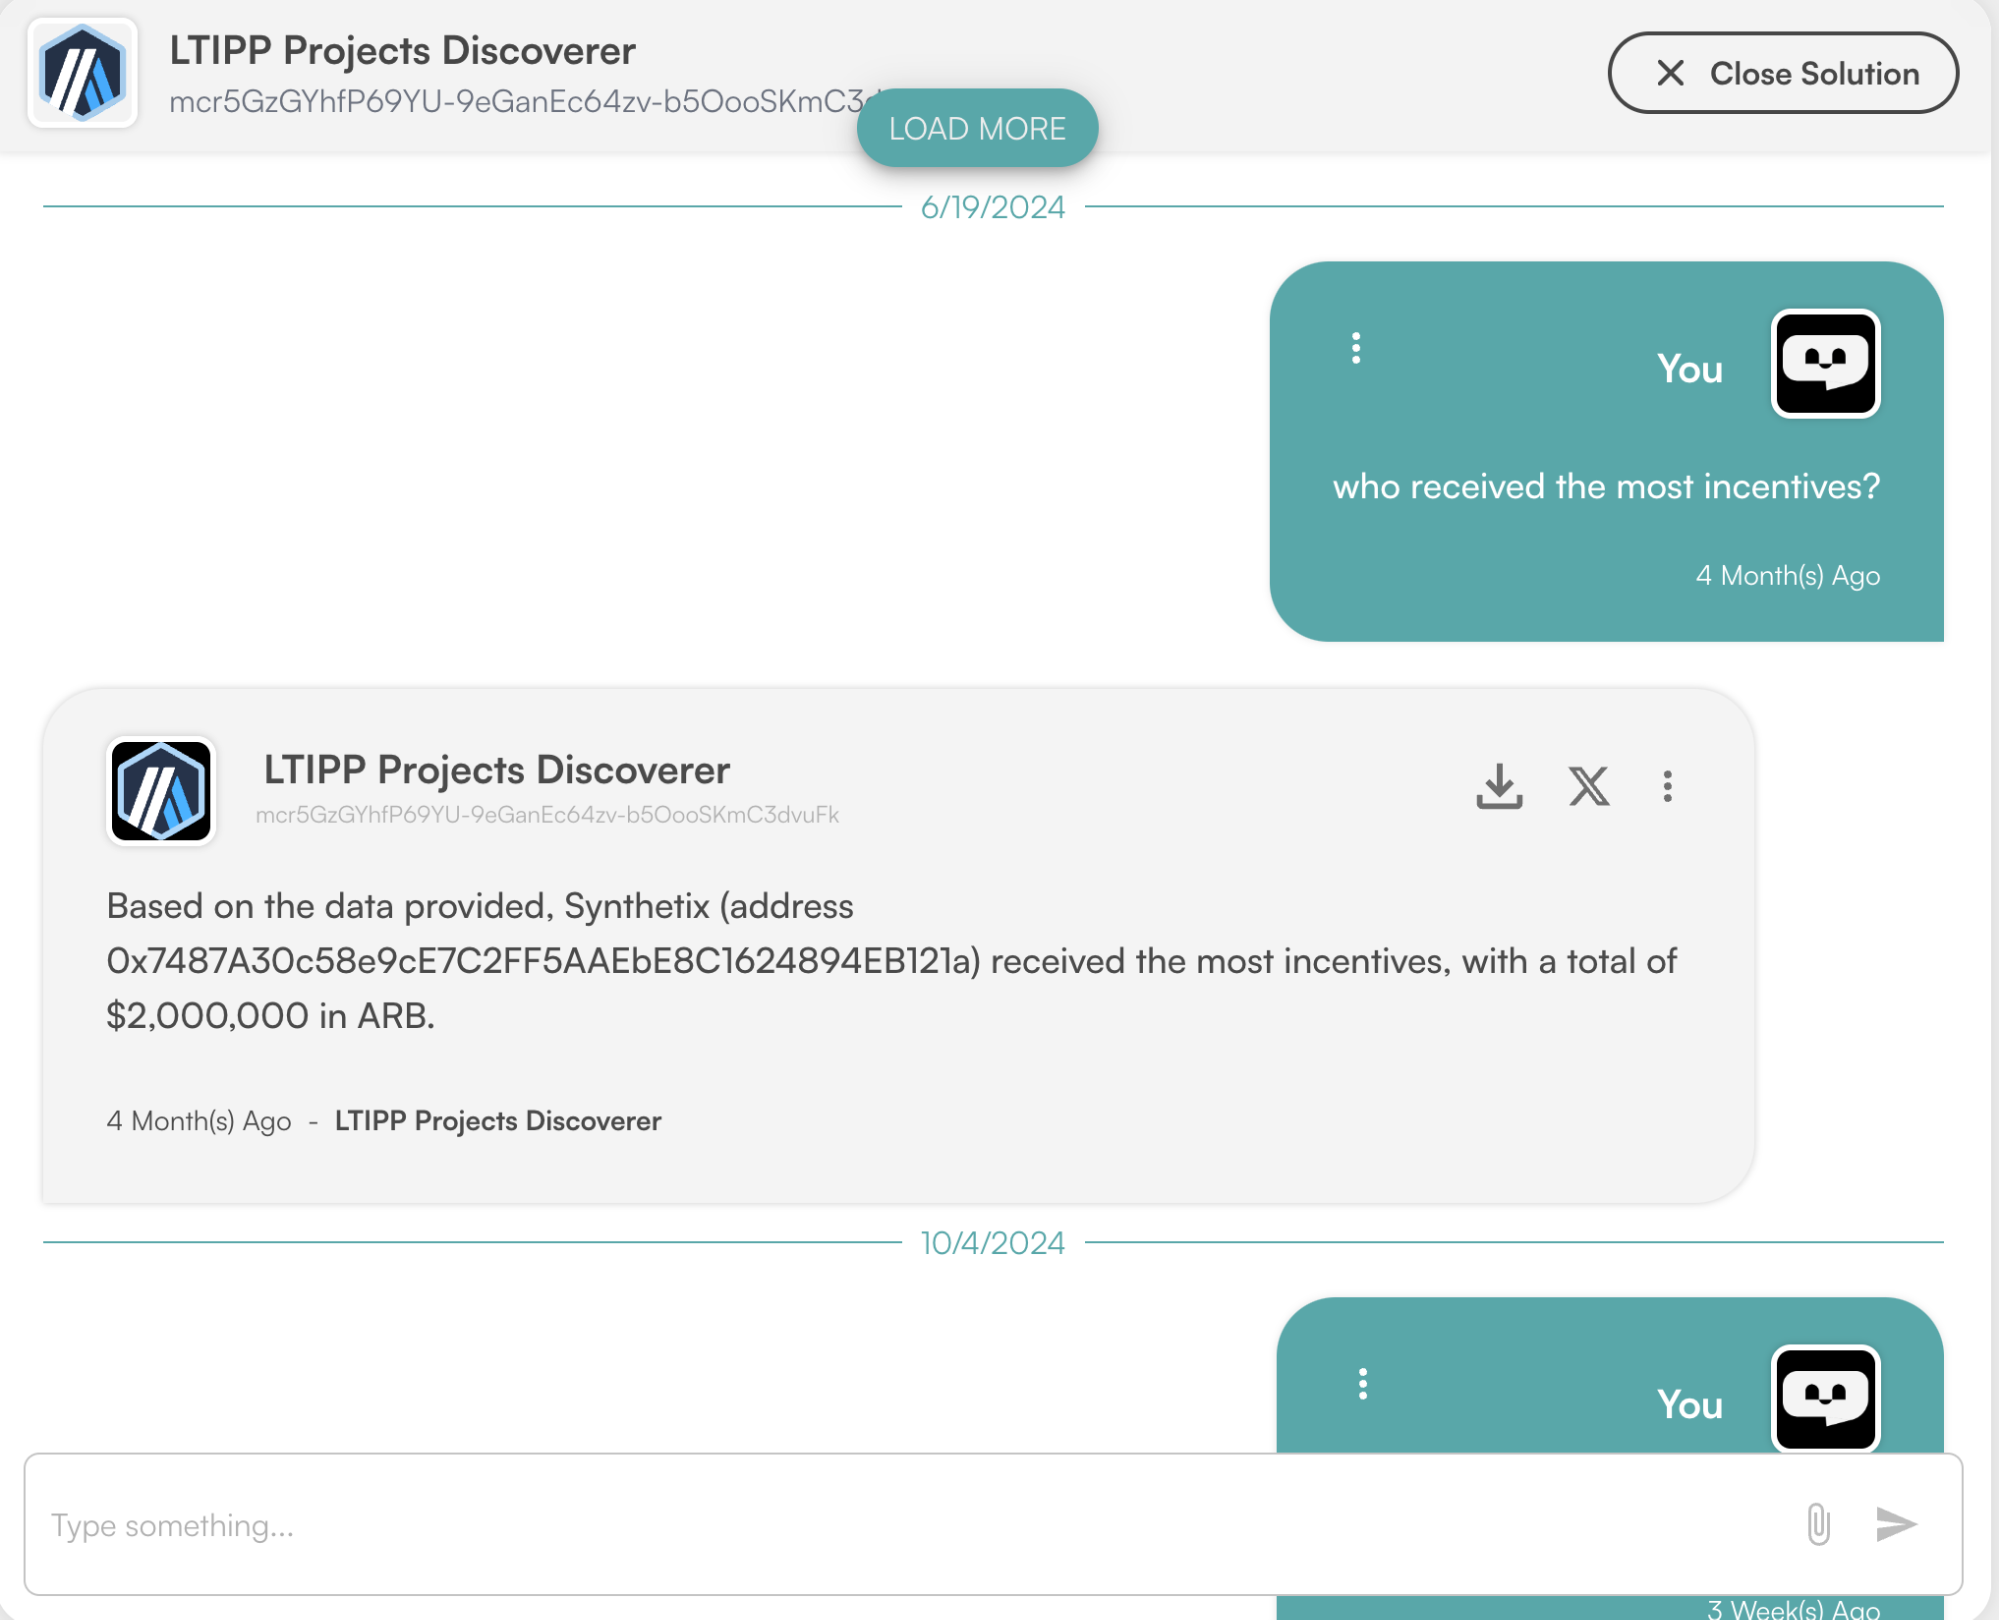 LTIPP Projects Discoverer
mcr5GzGYhfP69YU-9eGanEc64zv-b5OooSKmC3d
Close Solution
LOAD MORE
6/19/2024
You
who received the most incentives?
4 Month(s) Ago
LTIPP Projects Discoverer
mcr5GzGYhfP69YU-9eGanEc64zv-b5OooSKmC3dvuFk
Based on the data provided, Synthetix (address
0x7487A30c58e9cE7C2FF5AAEbE8C1624894EB121a) received the most incentives, with a total of
$2,000,000 in ARB.
4 Month(s) Ago - LTIPP Projects Discoverer
10/4/2024
You
Type something...
3 Week(s) Ago